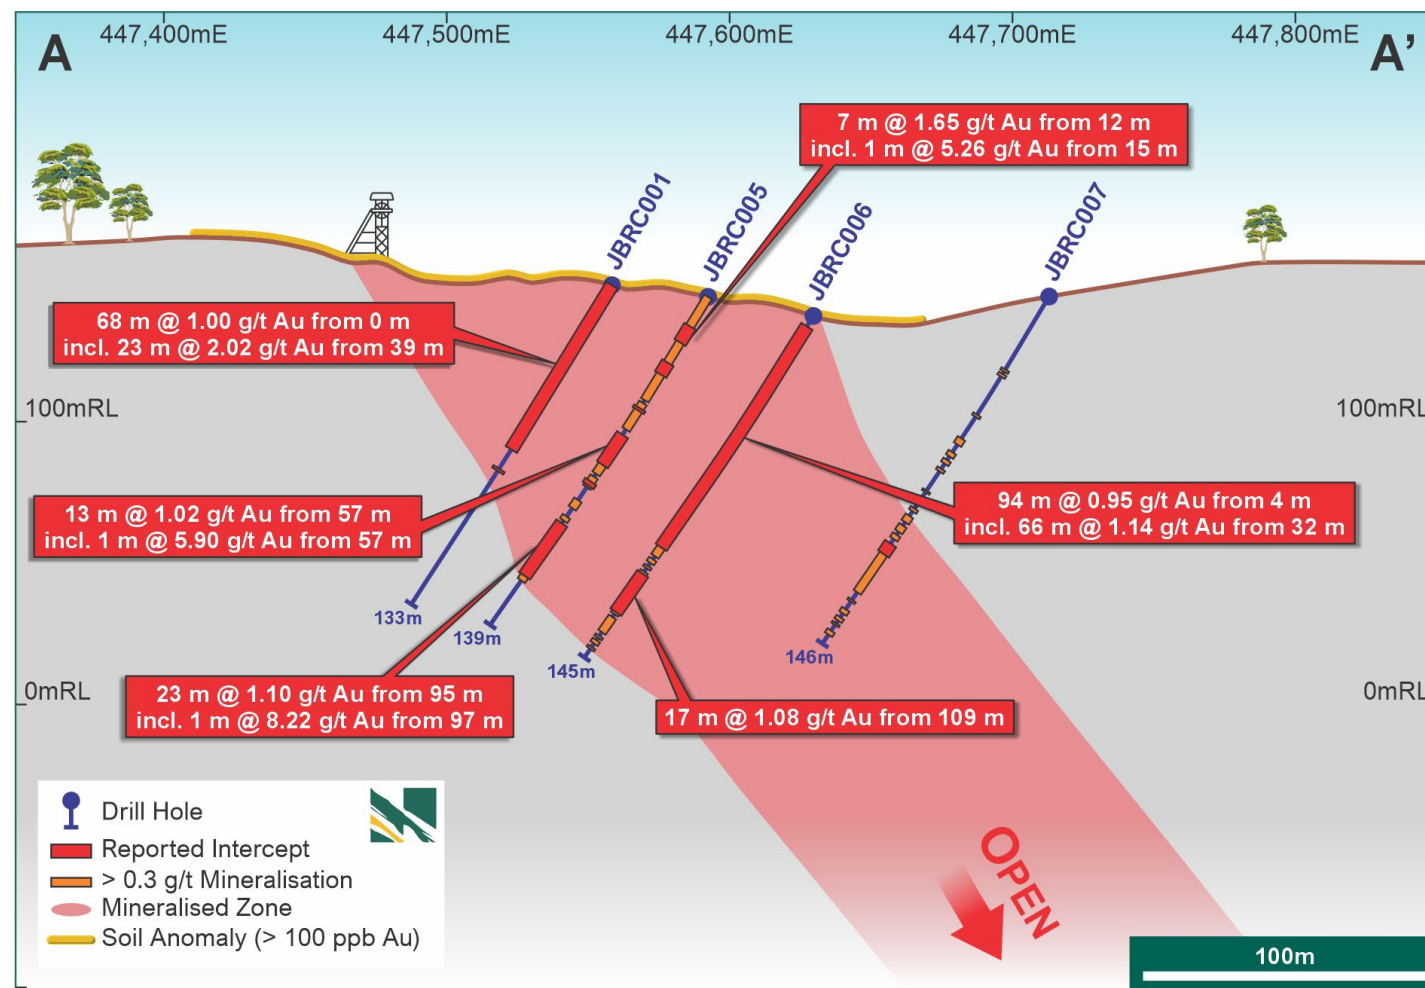 447,400mE
447,500mE
447,600mE
447,700mE
447,800mE
A
A’
7 m @ 1.65 g/t Au from 12 m
incl. 1 m @ 5.26 g/t Au from 15 m
JBRC001
JBRC005
JBRC006
JBRC007
68 m @ 1.00 g/t Au from 0 m
incl. 23 m @ 2.02 g/t Au from 39 m
100mRL
100mRL
13 m @ 1.02 g/t Au from 57 m
incl. 1 m @ 5.90 g/t Au from 57 m
94 m @ 0.95 g/t Au from 4 m
incl. 66 m @ 1.14 g/t Au from 32 m
133m
139m
145m
146m
0mRL
0mRL
23 m @ 1.10 g/t Au from 95 m
incl. 1 m @ 8.22 g/t Au from 97 m
17 m @ 1.08 g/t Au from 109 m
Drill Hole
Reported Intercept
> 0.3 g/t Mineralisation
Mineralised Zone
Soil Anomaly (> 100 ppb Au)
OPEN
100m